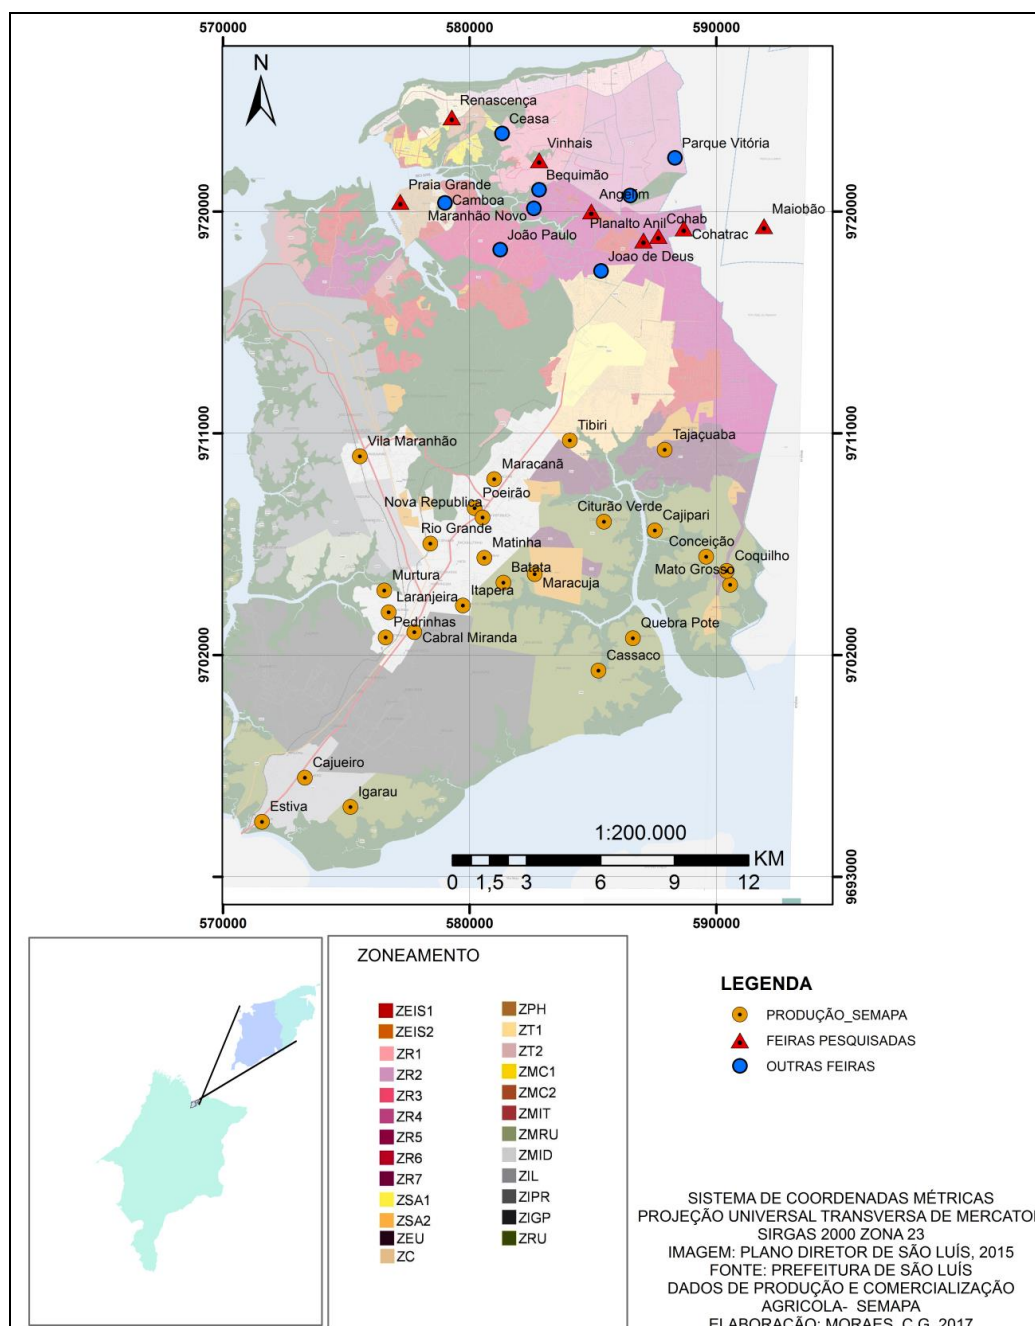 570000 580000 590000
N
Renascença
Ceasa
Vinhais
Parque Vitória
Bequimão
Praia Grande
Angelim
Camboa
Maranhão Novo
Maiobão
9720000
9720000
Planalto Anil
Cohab
Cohatrac
João Paulo
Joao de Deus
Tibiri
9711000
9711000
Tajaçuaba
Vila Maranhão
Maracanã
Poeirão
Nova Republica
Citurão Verde
Cajipari
Rio Grande
Conceição
Matinha
Coquilho
Mato Grosso
Batata
Murtura
Maracuja
Laranjeira
Itapera
Pedrinhas
Quebra Pote
Cabral Miranda
Cassaco
9702000
9702000
Cajueiro
Igarau
Estiva
1:200.000
KM
0 1,5 3 6 9 12
9693000
570000 580000 590000
ZONEAMENTO
ZEIS1
ZEIS2
ZR1
ZR2
ZR3
ZR4
ZR5
ZR6
ZR7
ZSA1
ZSA2
ZEU
ZC
ZPH
ZT1
ZT2
ZMC1
ZMC2
ZMIT
ZMRU
ZMID
ZIL
ZIPR
ZIGP
ZRU
LEGENDA
PRODUÇÃO_SEMAPA
FEIRAS PESQUISADAS
OUTRAS FEIRAS
SISTEMA DE COORDENADAS MÉTRICAS
PROJEÇÃO UNIVERSAL TRANSVERSA DE MERCATO
SIRGAS 2000 ZONA 23
IMAGEM: PLANO DIRETOR DE SÃO LUÍS, 2015
FONTE: PREFEITURA DE SÃO LUÍS
DADOS DE PRODUÇÃO E COMERCIALIZAÇÃO
AGRICOLA- SEMAPA
ELABORAÇÃO: MORAES, C.G, 2017